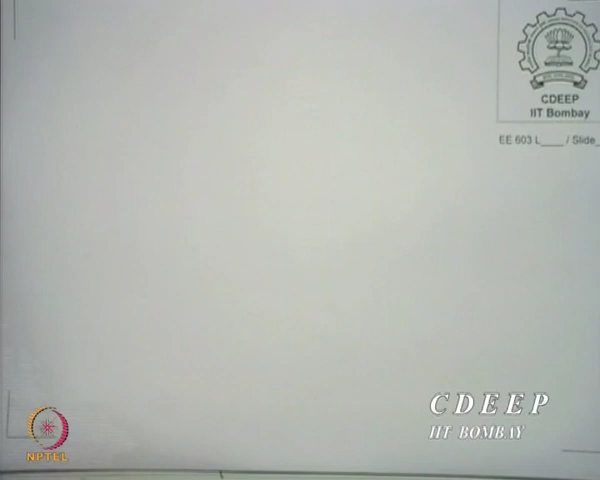 CDEEP
IIT Bombay
EE 603 L____ / Slide_
CDEEP
IIT BOMBAY
NPTEL